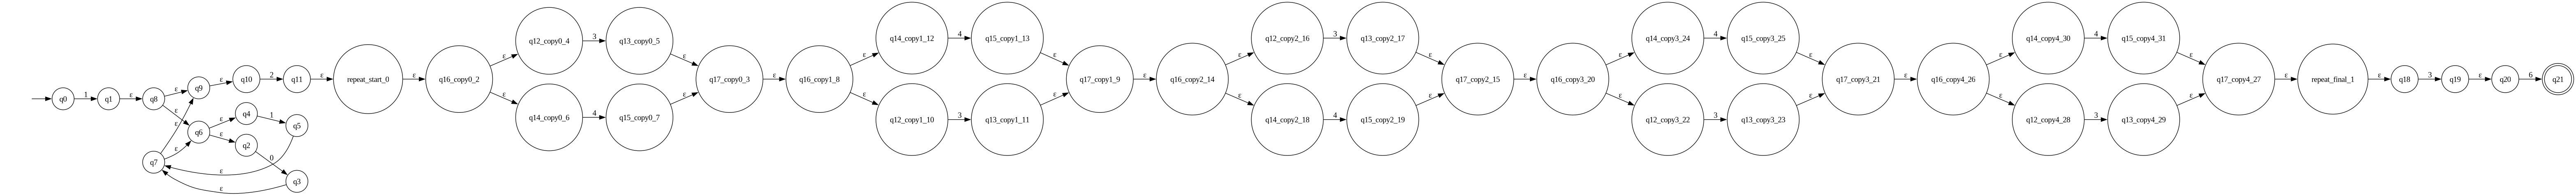 q0 1 q1 ε q8 ε q9 ε q10 2 q11 ε repeat_start_0 ε q16_copy0_2
ε ε q6 ε q4 1 q5
ε q7 ε ε q2 0 q3
ε
ε
ε q12_copy0_4 3 q13_copy0_5 ε
ε q14_copy0_6 4 q15_copy0_7 ε
q17_copy0_3 ε q16_copy1_8
ε q14_copy1_12 4 q15_copy1_13 ε
ε q12_copy1_10 3 q13_copy1_11 ε
q17_copy1_9 ε q16_copy2_14
ε q12_copy2_16 3 q13_copy2_17 ε
ε q14_copy2_18 4 q15_copy2_19 ε
q17_copy2_15 ε q16_copy3_20
ε q14_copy3_24 4 q15_copy3_25 ε
ε q12_copy3_22 3 q13_copy3_23 ε
q17_copy3_21 ε q16_copy4_26
ε q14_copy4_30 4 q15_copy4_31 ε
ε q12_copy4_28 3 q13_copy4_29 ε
q17_copy4_27 ε repeat_final_1 ε q18 3 q19 ε q20 6 q21